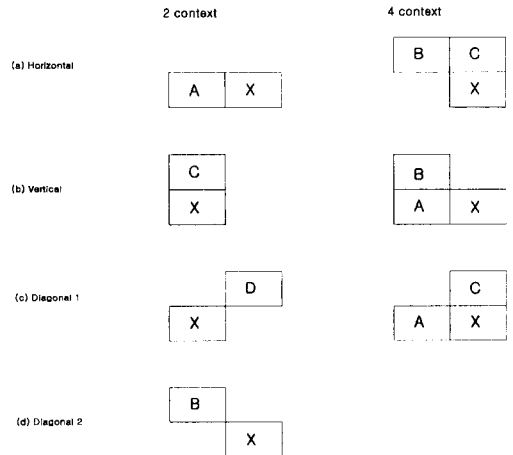 2 context 4 context
B C
(a) Horizontal
A X X
C
(b) Vertical B
X A X
D C
(c) Diagonal 1
X A X
B
(d) Diagonal 2
X